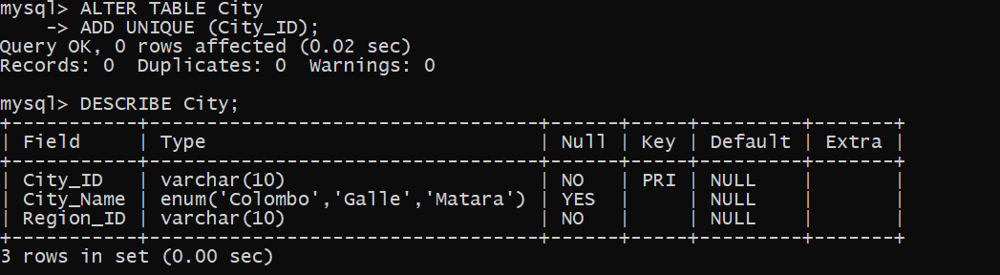 mysql> ALTER TABLE City
    -> ADD UNIQUE (City_ID);
Query OK, 0 rows affected (0.02 sec)
Records: 0  Duplicates: 0  Warnings: 0

mysql> DESCRIBE City;
+-----------+----------------------------------+------+-----+---------+-------+
| Field     | Type                             | Null | Key | Default | Extra |
+-----------+----------------------------------+------+-----+---------+-------+
| City_ID   | varchar(10)                      | NO   | PRI | NULL    |       |
| City_Name | enum('Colombo','Galle','Matara') | YES  |     | NULL    |       |
| Region_ID | varchar(10)                      | NO   |     | NULL    |       |
+-----------+----------------------------------+------+-----+---------+-------+
3 rows in set (0.00 sec)